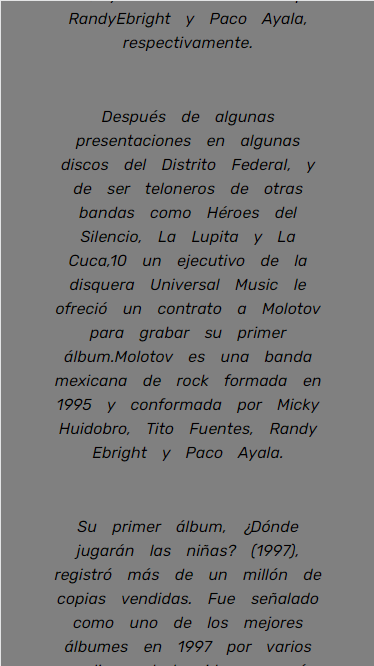 RandyEbright y Paco Ayala,
respectivamente.
Después de algunas
presentaciones en algunas
discos del Distrito Federal, y
de ser teloneros de otras
bandas como Héroes del
Silencio, La Lupita y La
Cuca,10 un ejecutivo de la
disquera Universal Music le
ofreció un contrato a Molotov
para grabar su primer
álbum.Molotov es una banda
mexicana de rock formada en
1995 y conformada por Micky
Huidobro, Tito Fuentes, Randy
Ebright y Paco Ayala.
Su primer álbum, ¿Dónde
jugarán las niñas? (1997),
registró más de un millón de
copias vendidas. Fue señalado
como uno de los mejores
álbumes en 1997 por varios